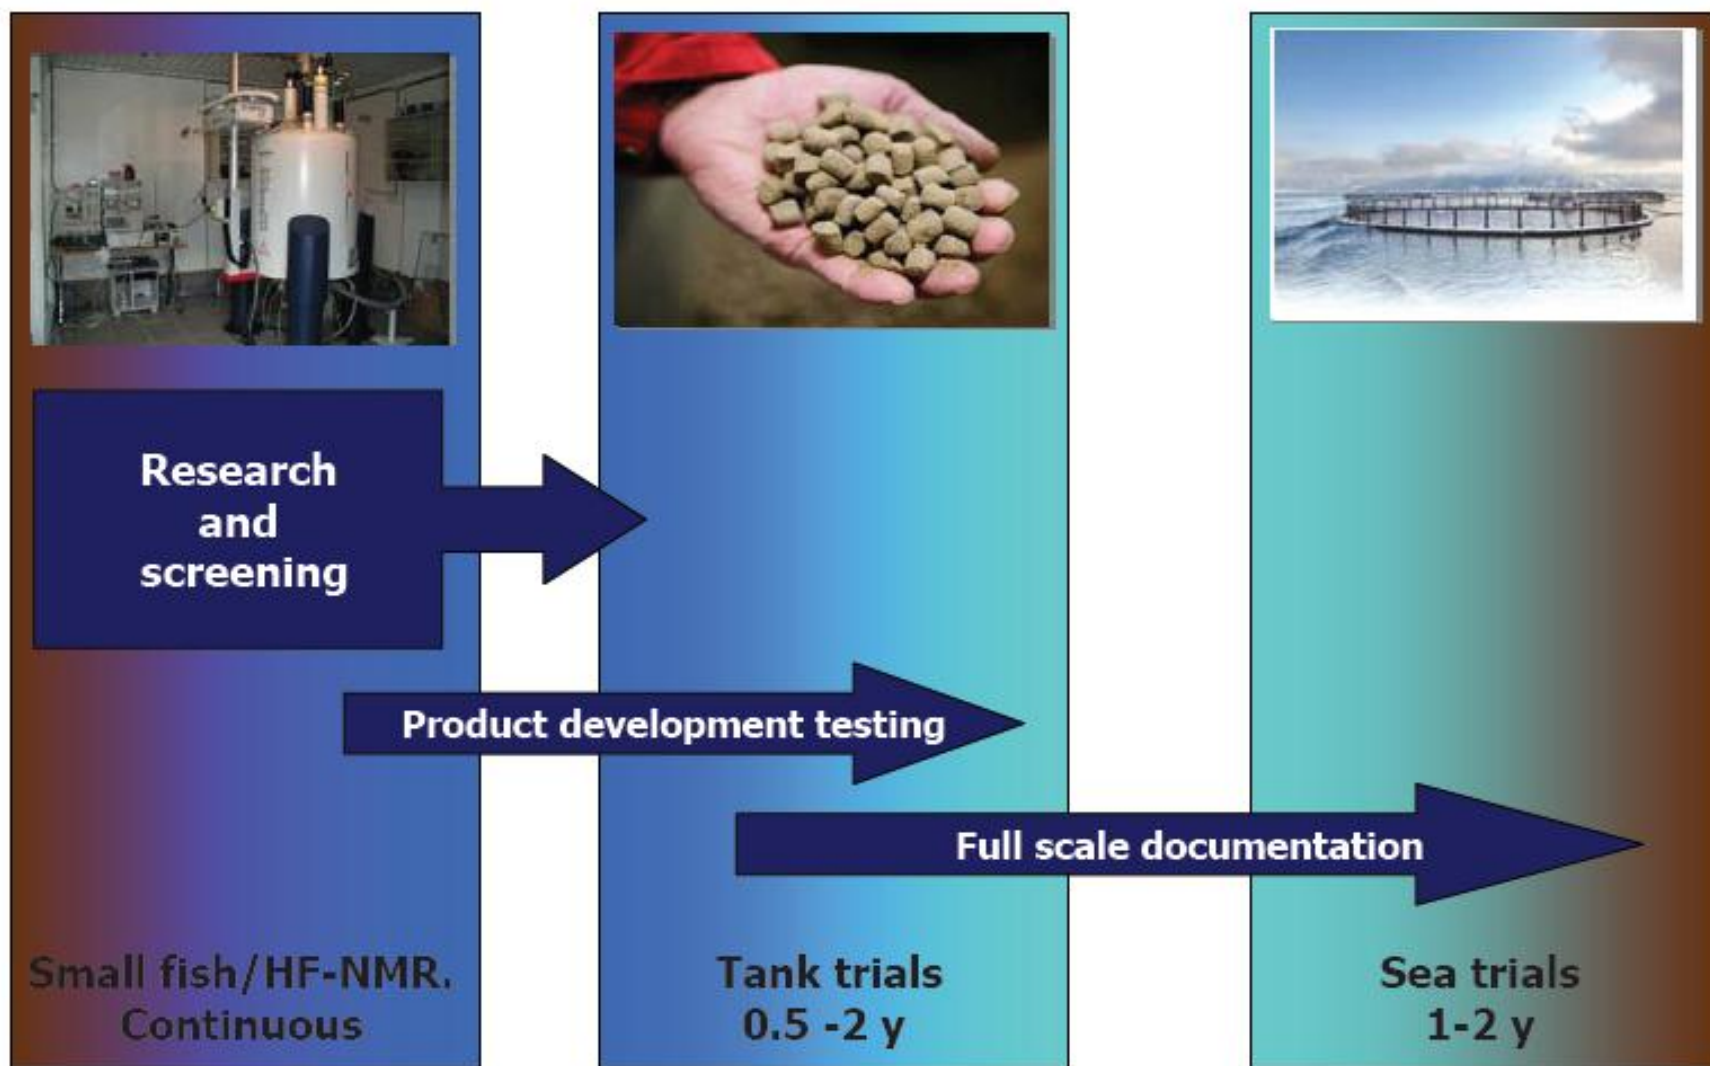 Research
and
screening
Product development testing
Full scale documentation
Small fish/HF-NMR.
Continuous
Tank trials
0.5 -2 y
Sea trials
1-2 y